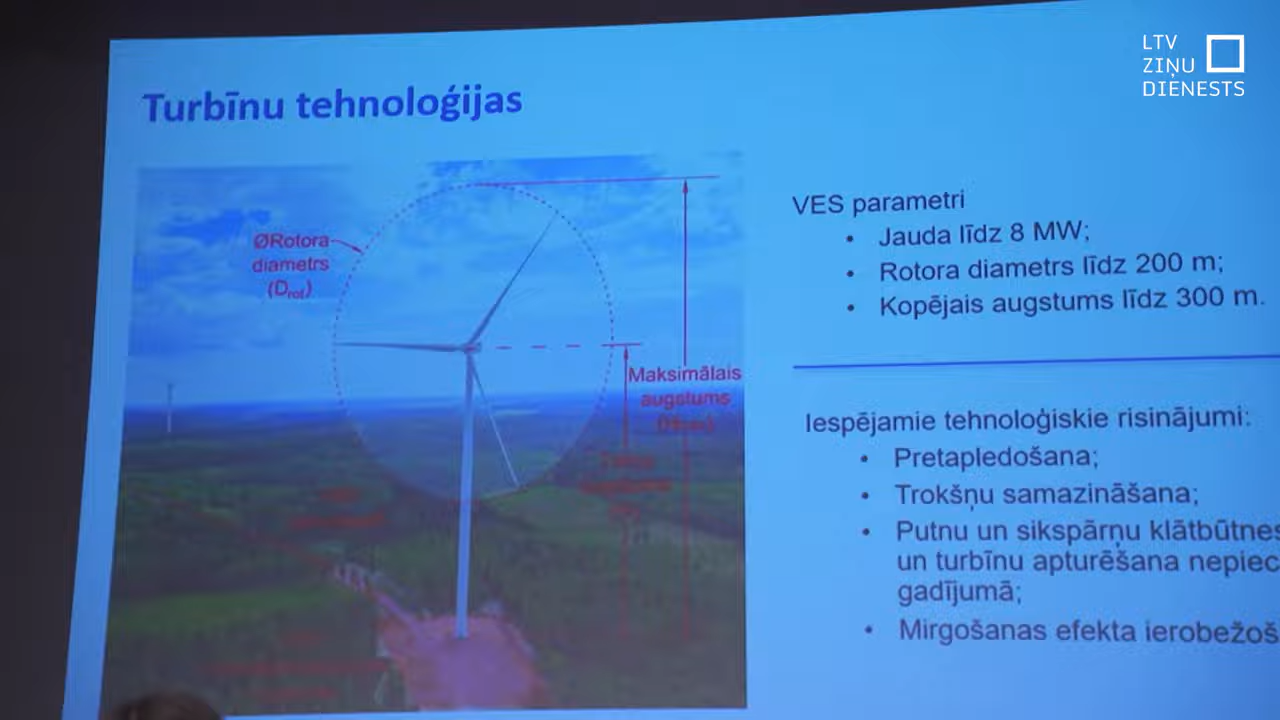 LTV
ZIŅU
DIENESTS
Turbīnu tehnoloģijas
ØRotora
diametrs
(Drot)
Maksimālais
augstums
VES parametri
• Jauda līdz 8 MW;
• Rotora diametrs līdz 200 m;
• Kopējais augstums līdz 300 m.
Iespējamie tehnoloģiskie risinājumi:
• Pretapledošana;
• Trokšņu samazināšana;
• Putnu un sikspārņu klātbūtnes
un turbīnu apturēšana nepiec
gadījumā;
• Mirgošanas efekta ierobežoš